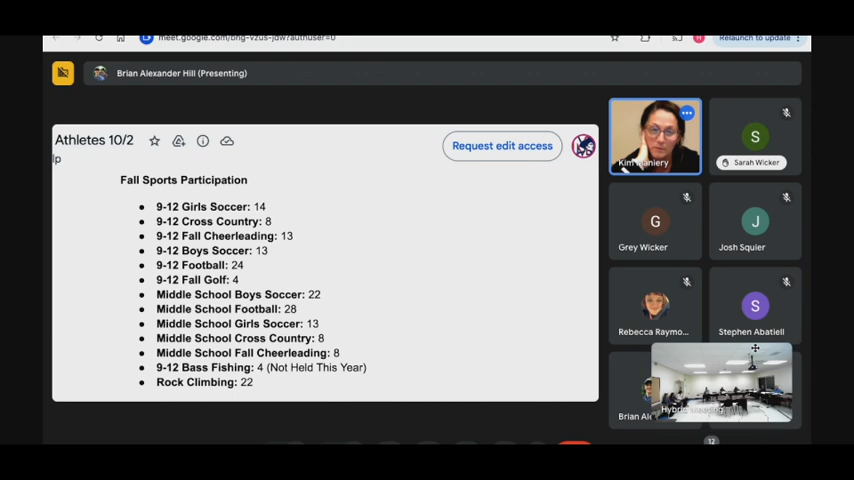 meet.google.com/bhg-vzus-jdw?authuser=0
Relaunch to update
Brian Alexander Hill (Presenting)
Athletes 10/2
Request edit access
lp
Fall Sports Participation
9-12 Girls Soccer: 14
9-12 Cross Country: 8
9-12 Fall Cheerleading: 13
9-12 Boys Soccer: 13
9-12 Football: 24
9-12 Fall Golf: 4
Middle School Boys Soccer: 22
Middle School Football: 28
Middle School Girls Soccer: 13
Middle School Cross Country: 8
Middle School Fall Cheerleading: 8
9-12 Bass Fishing: 4 (Not Held This Year)
Rock Climbing: 22
Kim Maniery
S
Sarah Wicker
G
Grey Wicker
J
Josh Squier
Rebecca Raymo...
S
Stephen Abatiell
Brian Ale
Hybrid Meeting
12